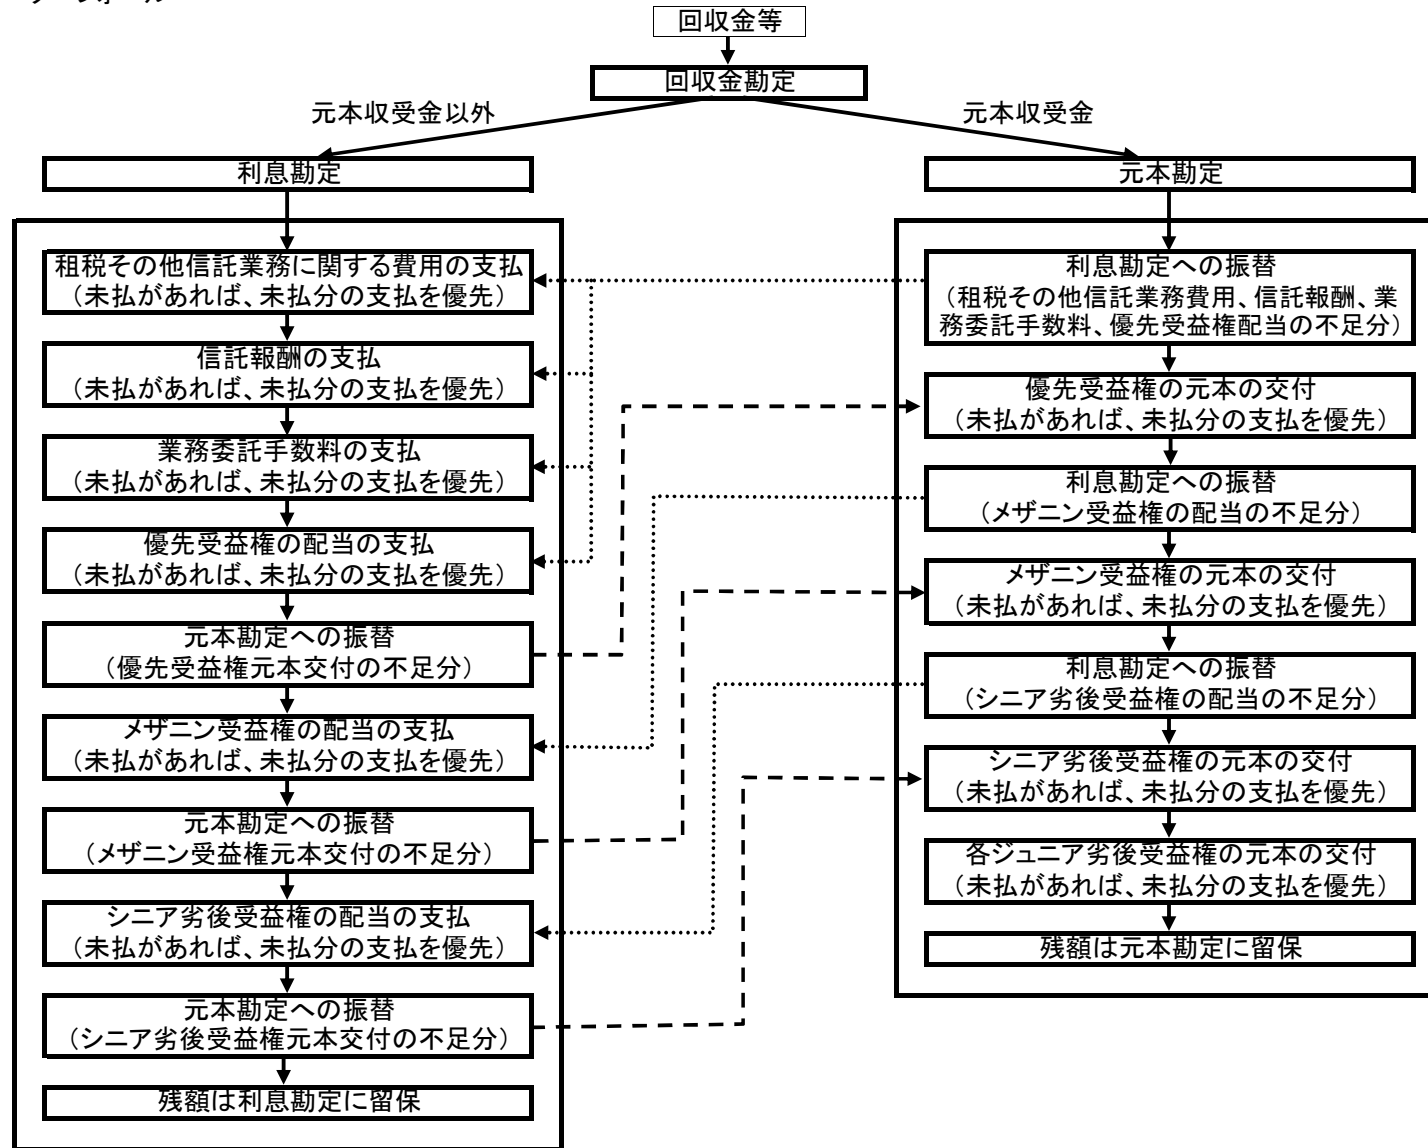 回収金等
回収金勘定
元本収受金以外
元本収受金
利息勘定
租税その他信託業務に関する費用の支払
（未払があれば、未払分の支払を優先）
信託報酬の支払
（未払があれば、未払分の支払を優先）
業務委託手数料の支払
（未払があれば、未払分の支払を優先）
優先受益権の配当の支払
（未払があれば、未払分の支払を優先）
元本勘定への振替
（優先受益権元本交付の不足分）
メザニン受益権の配当の支払
（未払があれば、未払分の支払を優先）
元本勘定への振替
（メザニン受益権元本交付の不足分）
シニア劣後受益権の配当の支払
（未払があれば、未払分の支払を優先）
元本勘定への振替
（シニア劣後受益権元本交付の不足分）
残額は利息勘定に留保
元本勘定
利息勘定への振替
（租税その他信託業務費用、信託報酬、業
務委託手数料、優先受益権配当の不足分）
優先受益権の元本の交付
（未払があれば、未払分の支払を優先）
利息勘定への振替
（メザニン受益権の配当の不足分）
メザニン受益権の元本の交付
（未払があれば、未払分の支払を優先）
利息勘定への振替
（シニア劣後受益権の配当の不足分）
シニア劣後受益権の元本の交付
（未払があれば、未払分の支払を優先）
各ジュニア劣後受益権の元本の交付
（未払があれば、未払分の支払を優先）
残額は元本勘定に留保